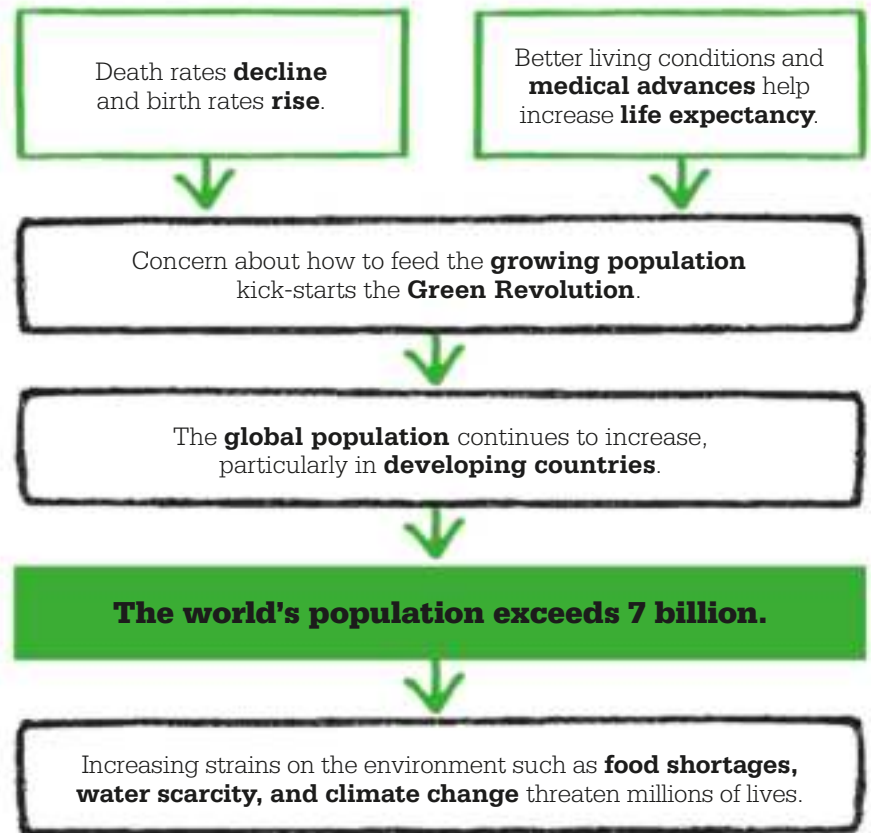 Death rates decline
and birth rates rise.
Better living conditions and
medical advances help
increase life expectancy.
Concern about how to feed the growing population
kick-starts the Green Revolution.
The global population continues to increase,
particularly in developing countries.
The world's population exceeds 7 billion.
Increasing strains on the environment such as food shortages,
water scarcity, and climate change threaten millions of lives.